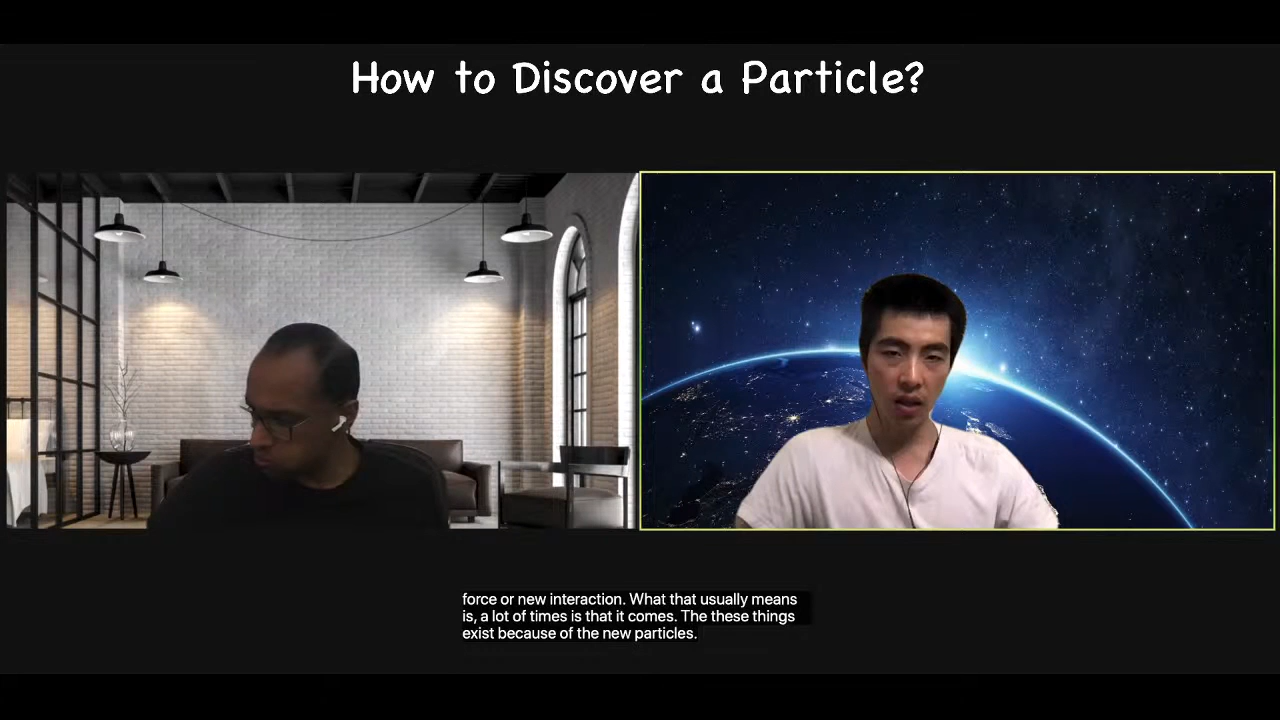 How to Discover a Particle?
force or new interaction. What that usually means
is, a lot of times is that it comes. The these things
exist because of the new particles.